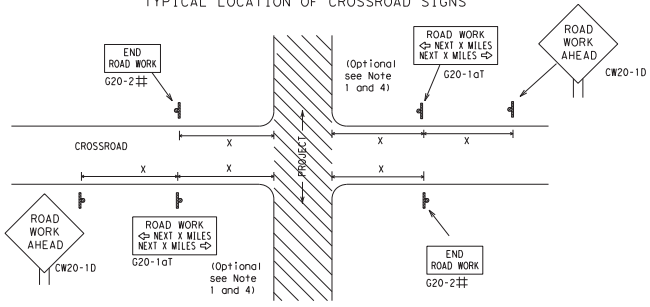 TYPICAL LOCATION OF CROSSROAD SIGNS
END
ROAD WORK
G20-2#
(Optional
see Note
1 and 4)
ROAD WORK
⇦ NEXT X MILES
NEXT X MILES ⇨
G20-1aT
ROAD
WORK
AHEAD
CW20-1D
CROSSROAD
X
X
X
PROJECT
X
X
X
ROAD
WORK
AHEAD
CW20-1D
ROAD WORK
⇦ NEXT X MILES
NEXT X MILES ⇨
G20-1aT
(Optional
see Note
1 and 4)
END
ROAD WORK
G20-2#